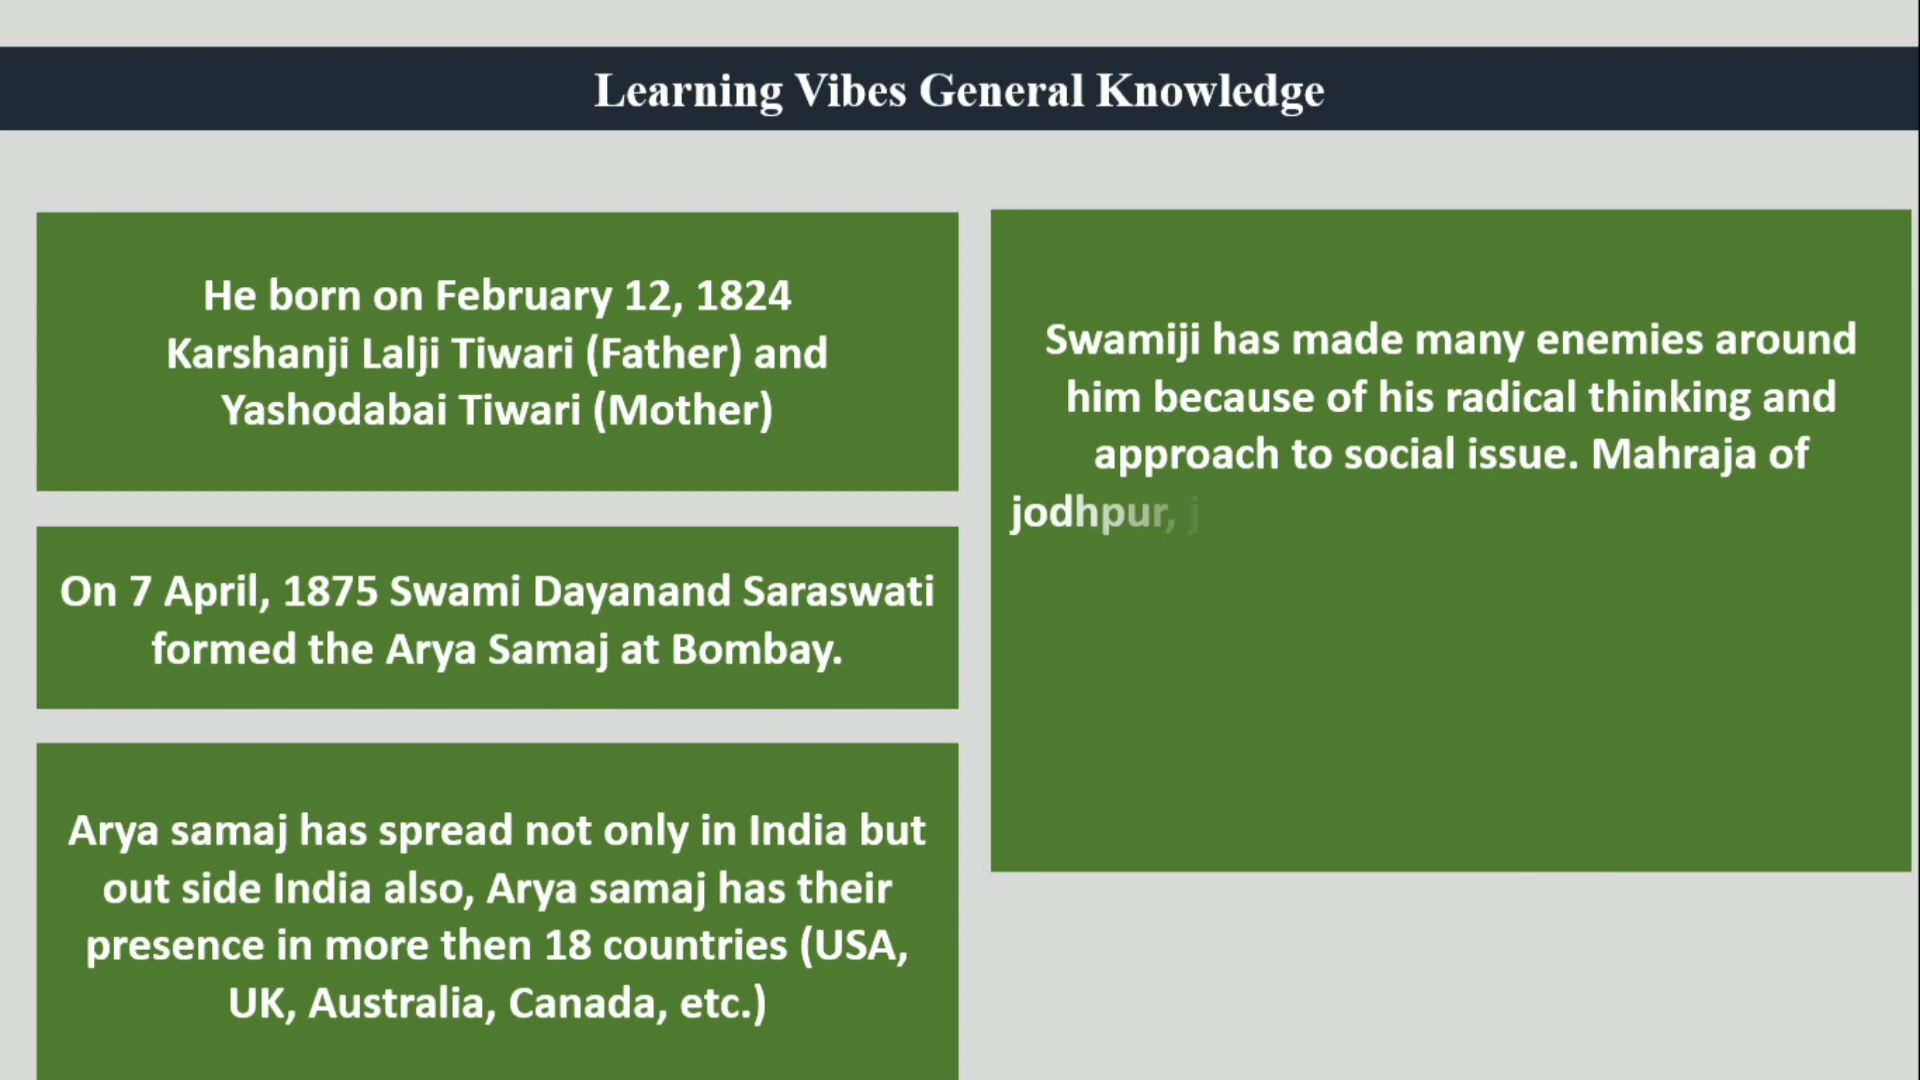 Learning Vibes General Knowledge
He born on February 12, 1824
Karshanji Lalji Tiwari (Father) and
Yashodabai Tiwari (Mother)
On 7 April, 1875 Swami Dayanand Saraswati
formed the Arya Samaj at Bombay.
Arya samaj has spread not only in India but
out side India also, Arya samaj has their
presence in more then 18 countries (USA,
UK, Australia, Canada, etc.)
Swamiji has made many enemies around
him because of his radical thinking and
approach to social issue. Mahraja of
jodhpur, j